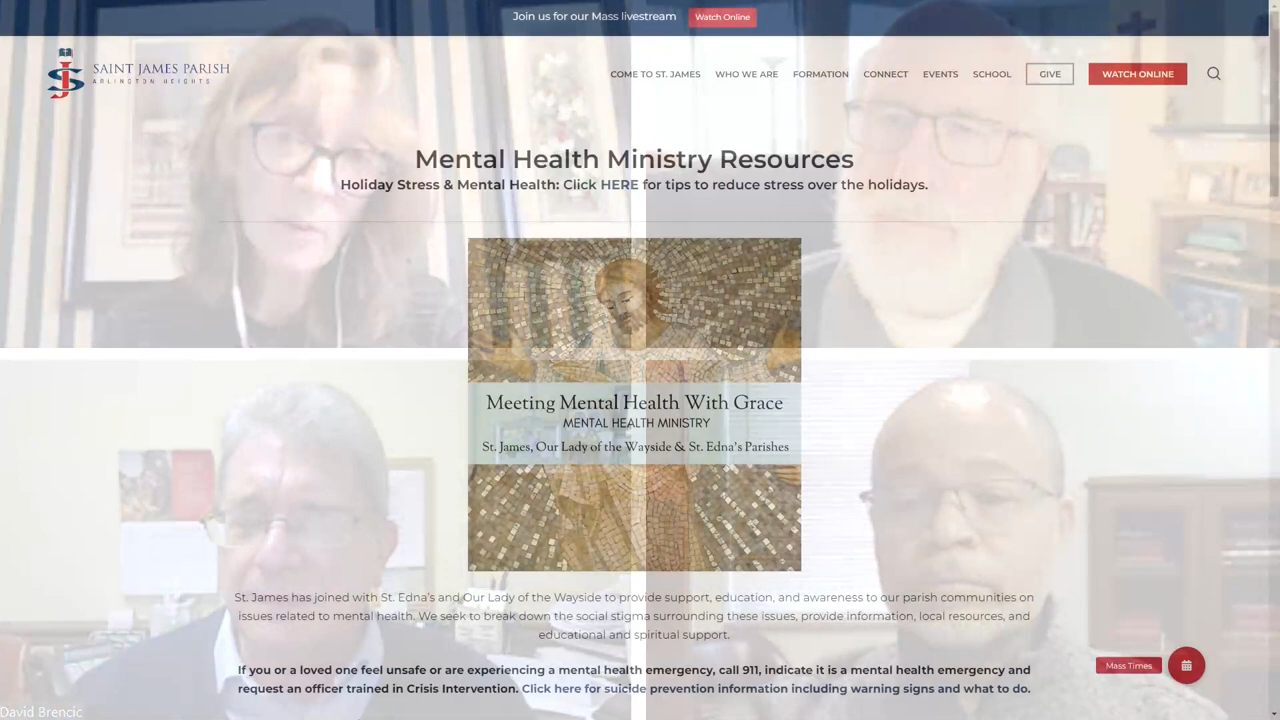 Join us for our Mass livestream Watch Online
SAINT JAMES PARISH
ARLINGTON HEIGHTS
COME TO ST. JAMES WHO WE ARE FORMATION CONNECT EVENTS SCHOOL GIVE WATCH ONLINE
Mental Health Ministry Resources
Holiday Stress & Mental Health: Click HERE for tips to reduce stress over the holidays.
Meeting Mental Health With Grace
MENTAL HEALTH MINISTRY
St. James, Our Lady of the Wayside & St. Edna's Parishes
St. James has joined with St. Edna's and Our Lady of the Wayside to provide support, education, and awareness to our parish communities on
issues related to mental health. We seek to break down the social stigma surrounding these issues, provide information, local resources, and
educational and spiritual support.
If you or a loved one feel unsafe or are experiencing a mental health emergency, call 911, indicate it is a mental health emergency and
request an officer trained in Crisis Intervention. Click here for suicide prevention information including warning signs and what to do.
Mass Times
David Brencic